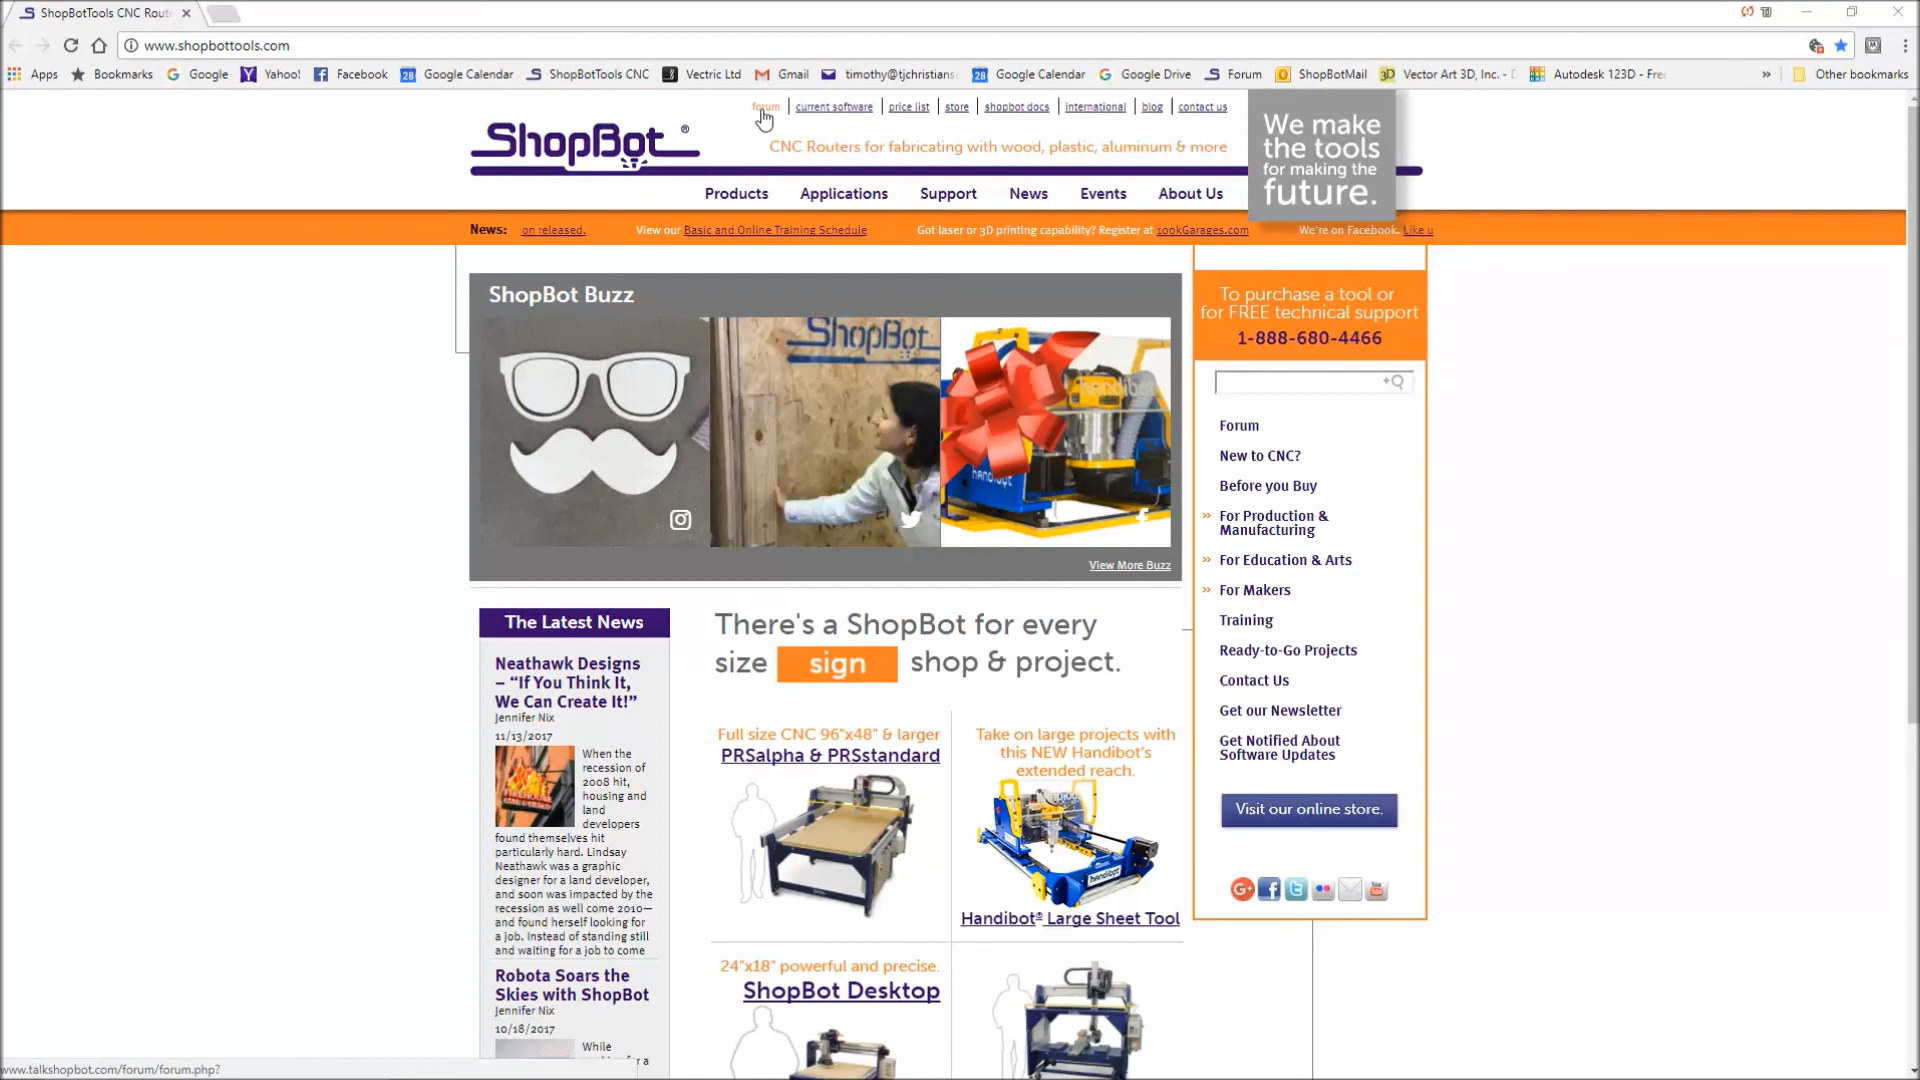 ShopBotTools CNC Rout
www.shopbottools.com
Apps Bookmarks Google Yahoo! Facebook Google Calendar ShopBotTools CNC Vectric Ltd Gmail timothy@tjchristians Google Calendar Google Drive Forum ShopBotMail Vector Art 3D, Inc. - D Autodesk 123D - Fre » Other bookmarks
forum current software price list store shopbot docs international blog contact us
ShopBot®
CNC Routers for fabricating with wood, plastic, aluminum & more
We make
the tools
for making the
future.
Products Applications Support News Events About Us
News: on released. View our Basic and Online Training Schedule Got laser or 3D printing capability? Register at 100kGarages.com We're on Facebook. Like u
ShopBot Buzz
ShopBot
handibot
handibot
View More Buzz
To purchase a tool or
for FREE technical support
1-888-680-4466
Forum
New to CNC?
Before you Buy
» For Production &
Manufacturing
» For Education & Arts
» For Makers
Training
Ready-to-Go Projects
Contact Us
Get our Newsletter
Get Notified About
Software Updates
Visit our online store.
The Latest News
Neathawk Designs
– “If You Think It,
We Can Create It!”
Jennifer Nix
11/13/2017
When the
recession of
2008 hit,
housing and
land
developers
found themselves hit
particularly hard. Lindsay
Neathawk was a graphic
designer for a land developer,
and soon was impacted by the
recession as well come 2010—
and found herself looking for
a job. Instead of standing still
and waiting for a job to come
Robota Soars the
Skies with ShopBot
Jennifer Nix
10/18/2017
While
There's a ShopBot for every
size sign shop & project.
Full size CNC 96"x48" & larger
PRSalpha & PRSstandard
Take on large projects with
this NEW Handibot's
extended reach.
handibot
Handibot® Large Sheet Tool
24"x18" powerful and precise.
ShopBot Desktop
www.talkshopbot.com/forum/forum.php?